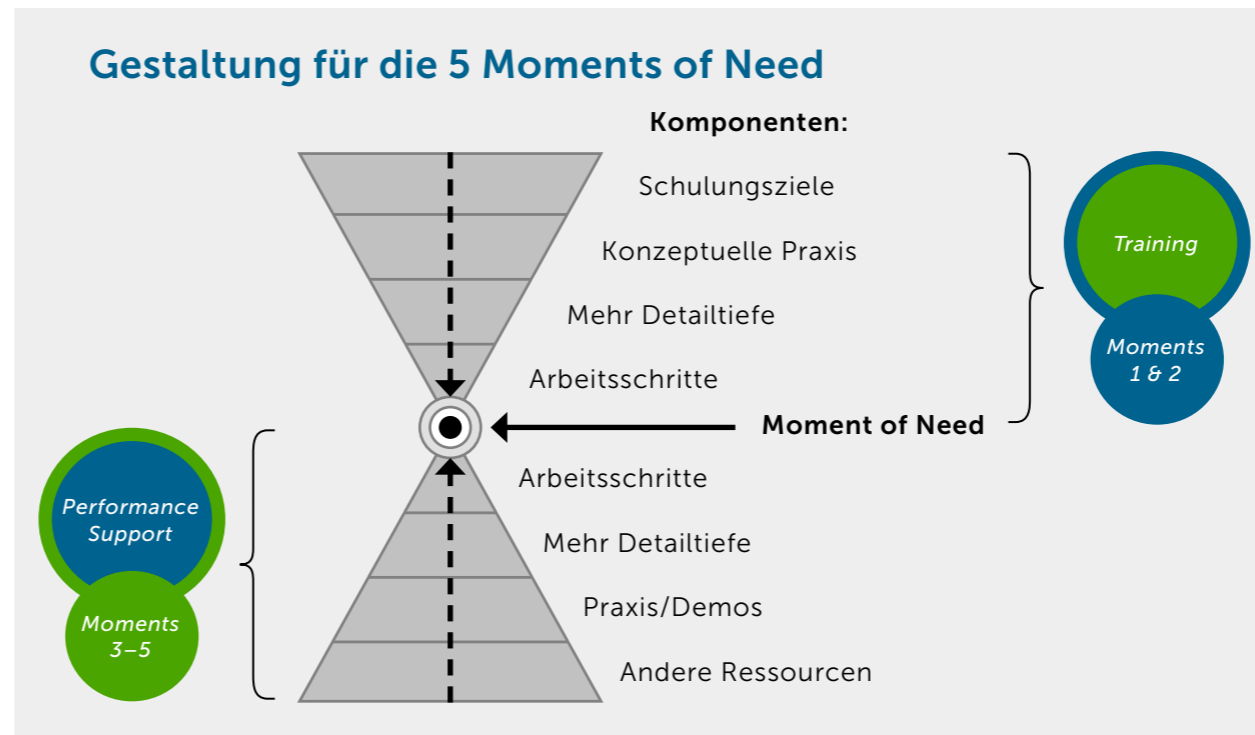 Gestaltung für die 5 Moments of Need
Komponenten:
Schulungsziele
Konzeptuelle Praxis
Mehr Detailtiefe
Arbeitsschritte
Training
Moments
1 & 2
Moment of Need
Arbeitsschritte
Mehr Detailtiefe
Praxis/Demos
Andere Ressourcen
Performance
Support
Moments
3–5